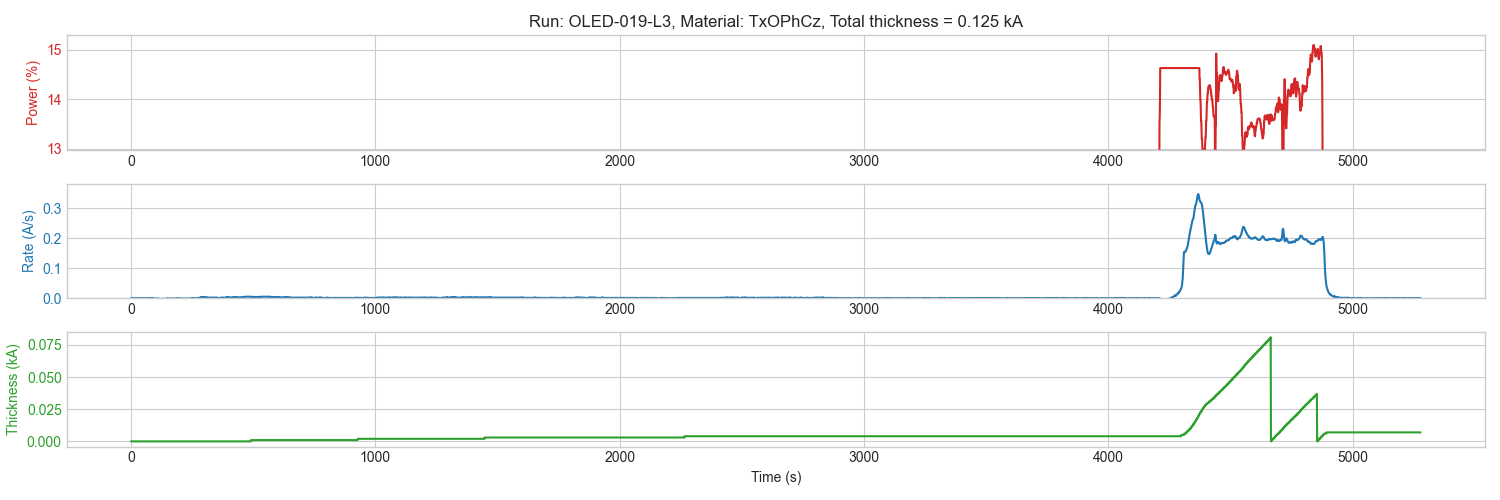 Run: OLED-019-L3, Material: TxOPhCz, Total thickness = 0.125 kA
Power (%)
15
14
13
0 1000 2000 3000 4000 5000
Rate (A/s)
0.3
0.2
0.1
0.0
0 1000 2000 3000 4000 5000
Thickness (kA)
0.075
0.050
0.025
0.000
0 1000 2000 3000 4000 5000
Time (s)